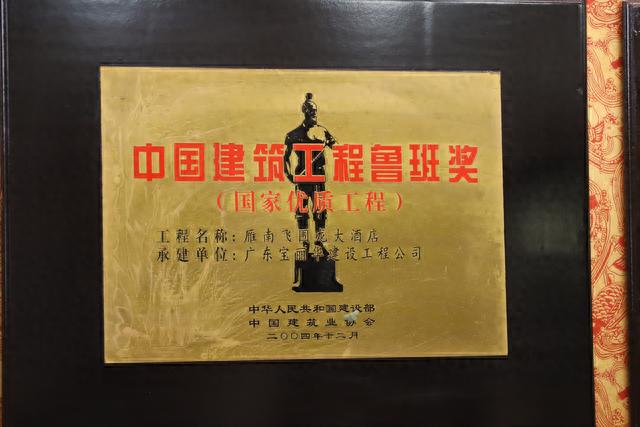 中国建筑工程鲁班奖
（国家优质工程）
工程名称：雁南飞围龙大酒店
承建单位：广东宝丽华建设工程公司
中华人民共和国建设部
中国建筑业协会
二〇〇四年十二月